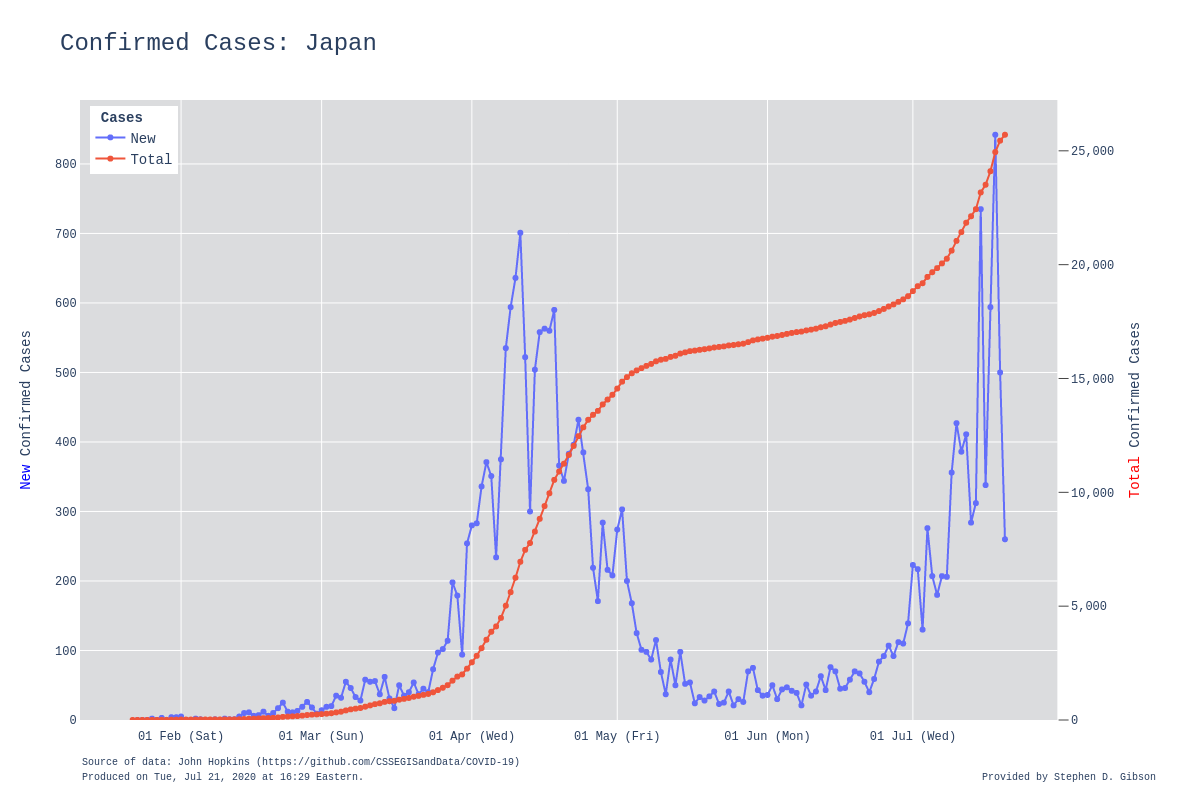 Confirmed Cases: Japan
Cases
New
Total
800
700
600
500
400
300
200
100
0
25,000
20,000
15,000
10,000
5,000
0
New Confirmed Cases
Total Confirmed Cases
01 Feb (Sat)
01 Mar (Sun)
01 Apr (Wed)
01 May (Fri)
01 Jun (Mon)
01 Jul (Wed)
Source of data: John Hopkins (https://github.com/CSSEGISandData/COVID-19)
Produced on Tue, Jul 21, 2020 at 16:29 Eastern.
Provided by Stephen D. Gibson